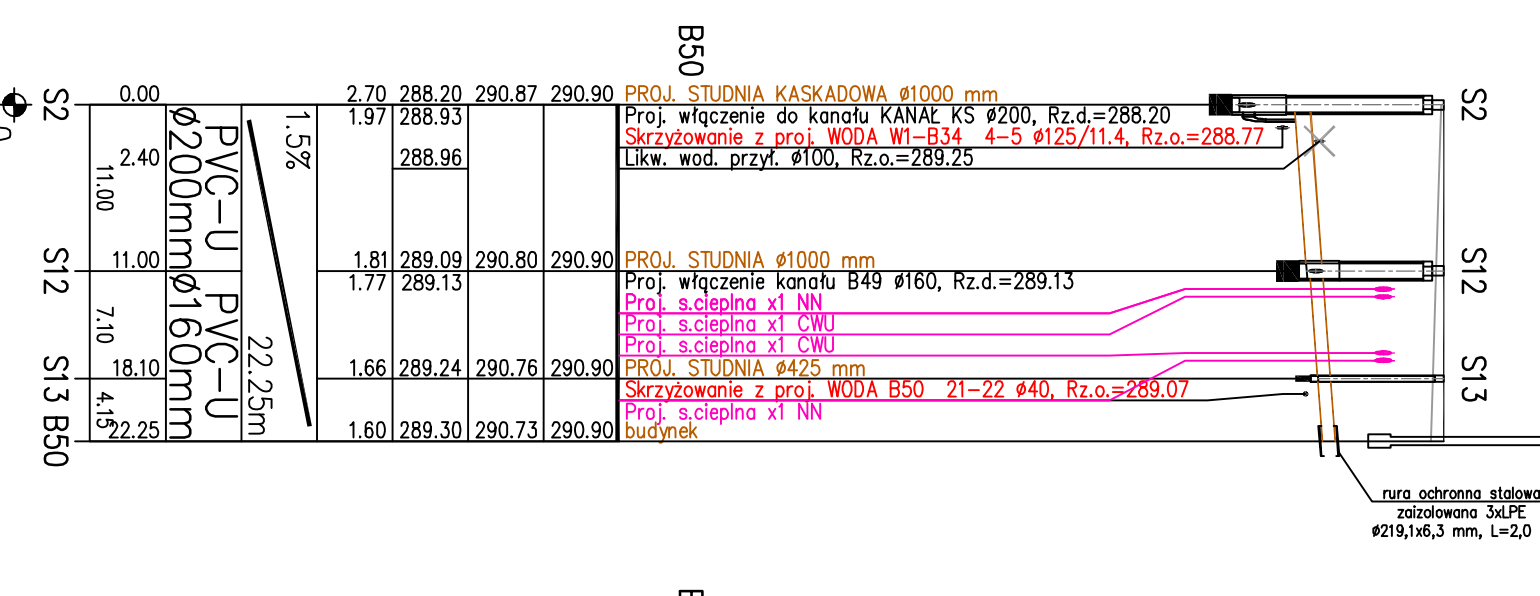 B50
S2
0.00
2.70 288.20 290.87 290.90 PROJ. STUDNIA KASKADOWA ø1000 mm
1.97 288.93 Proj. włączenie do kanału KANAŁ KS ø200, Rz.d.=288.20
Skrzyżowanie z proj. WODA W1-B34 4-5 ø125/11.4, Rz.o.=288.77
2.40 288.96 Likw. wod. przył. ø100, Rz.o.=289.25
S2
11.00
1.5%
PVC-U PVC-U
ø200mm ø160mm
22.25m
S12
11.00 1.81 289.09 290.80 290.90 PROJ. STUDNIA ø1000 mm
1.77 289.13 Proj. włączenie kanału B49 ø160, Rz.d.=289.13
Proj. s.cieplna x1 NN
Proj. s.cieplna x1 CWU
Proj. s.cieplna x1 CWU
S12
7.10
S13
18.10 1.66 289.24 290.76 290.90 PROJ. STUDNIA ø425 mm
Skrzyżowanie z proj. WODA B50 21-22 ø40, Rz.o.=289.07
Proj. s.cieplna x1 NN
S13
4.15
B50
22.25 1.60 289.30 290.73 290.90 budynek
rura ochronna stalowa
zaizolowana 3xLPE
ø219,1x6,3 mm, L=2,0